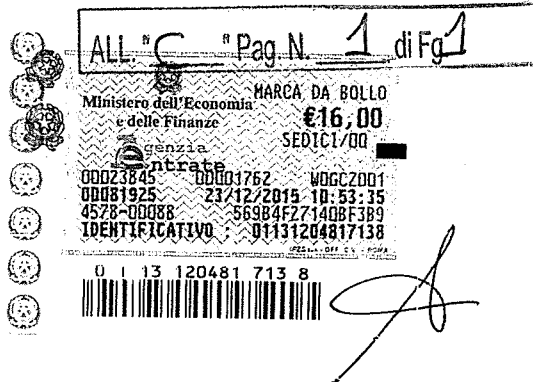 ALL. "C" Pag. N. 1 di Fg 1
MARCA DA BOLLO
Ministero dell'Economia
e delle Finanze
€16,00
SEDICI/00
genzia
ntrate
00023845 00001762 W0GCZ001
00081925 23/12/2015 10:53:35
4578-00088 569B4F27140BF3B9
IDENTIFICATIVO : 01131204817138
0 1 13 120481 713 8